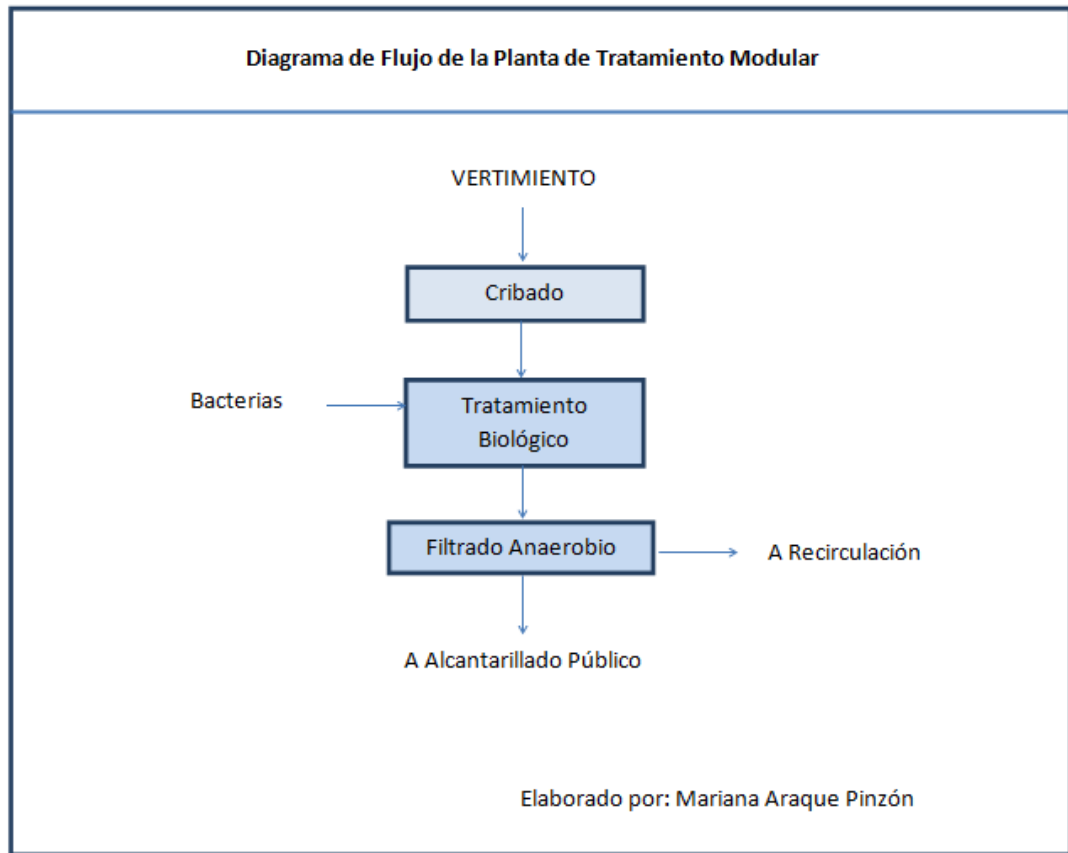 Diagrama de Flujo de la Planta de Tratamiento Modular
VERTIMIENTO
Cribado
Bacterias
Tratamiento
Biológico
Filtrado Anaerobio
A Recirculación
A Alcantarillado Público
Elaborado por: Mariana Araque Pinzón